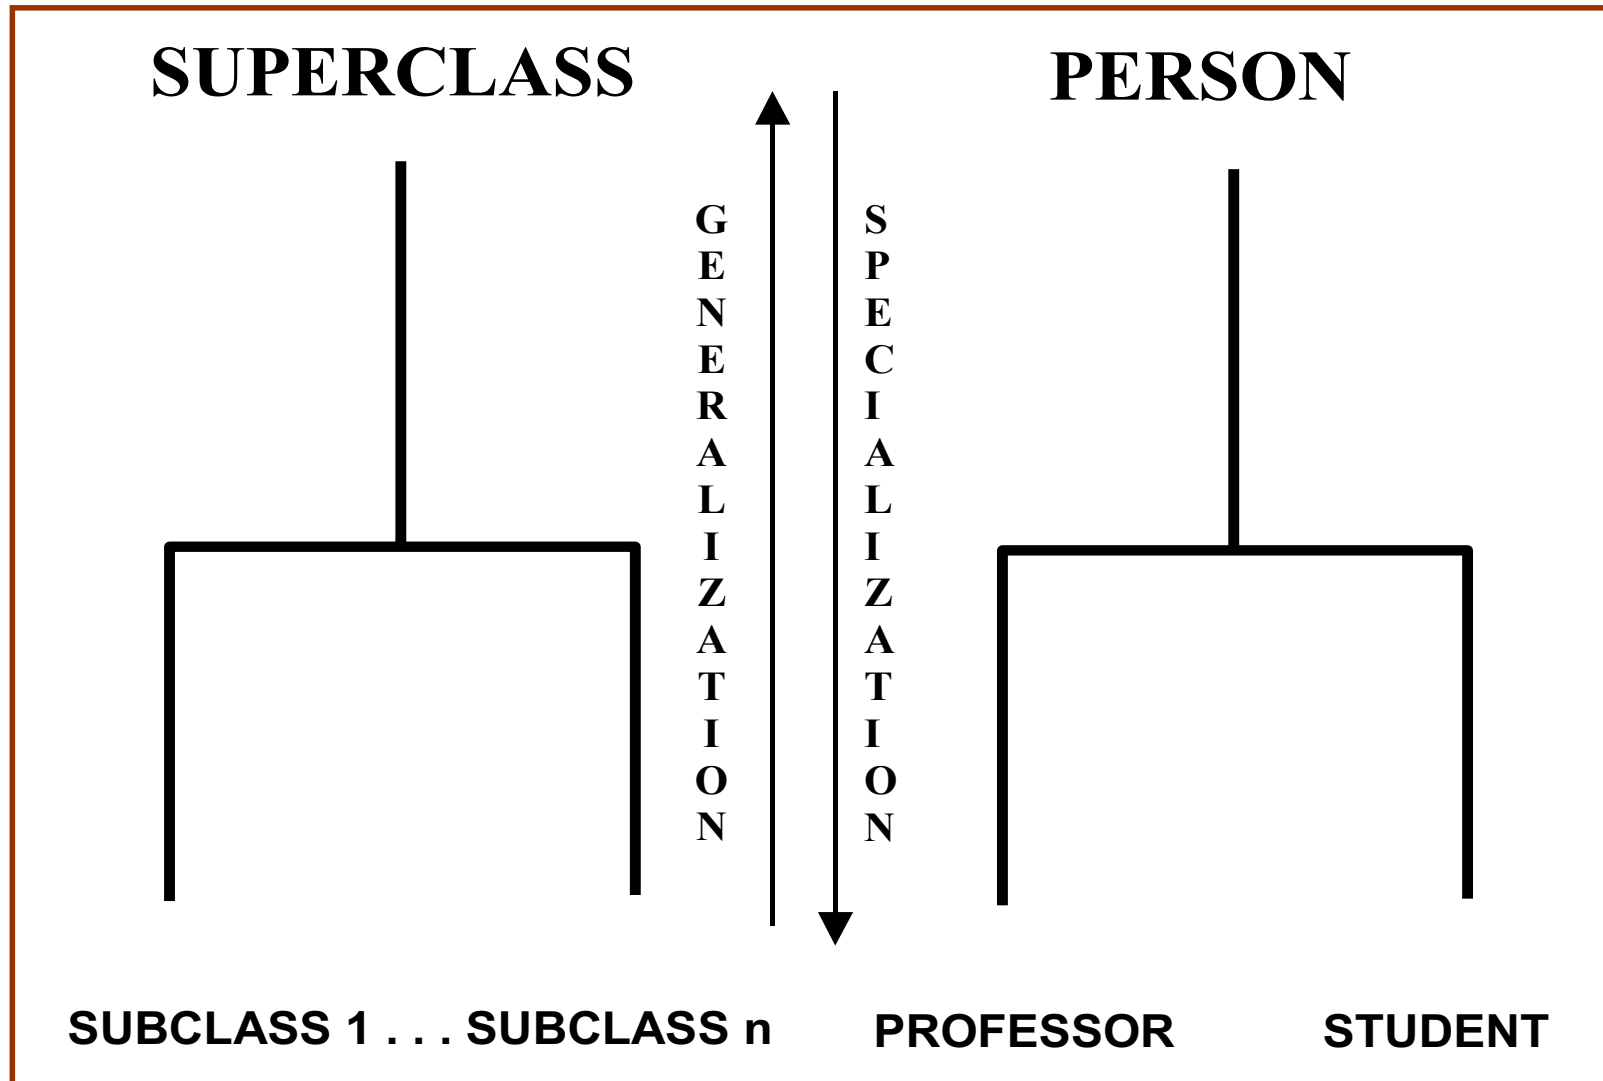 SUPERCLASS
PERSON
GENERALIZATION
SPECIALIZATION
SUBCLASS 1 . . . SUBCLASS n
PROFESSOR
STUDENT